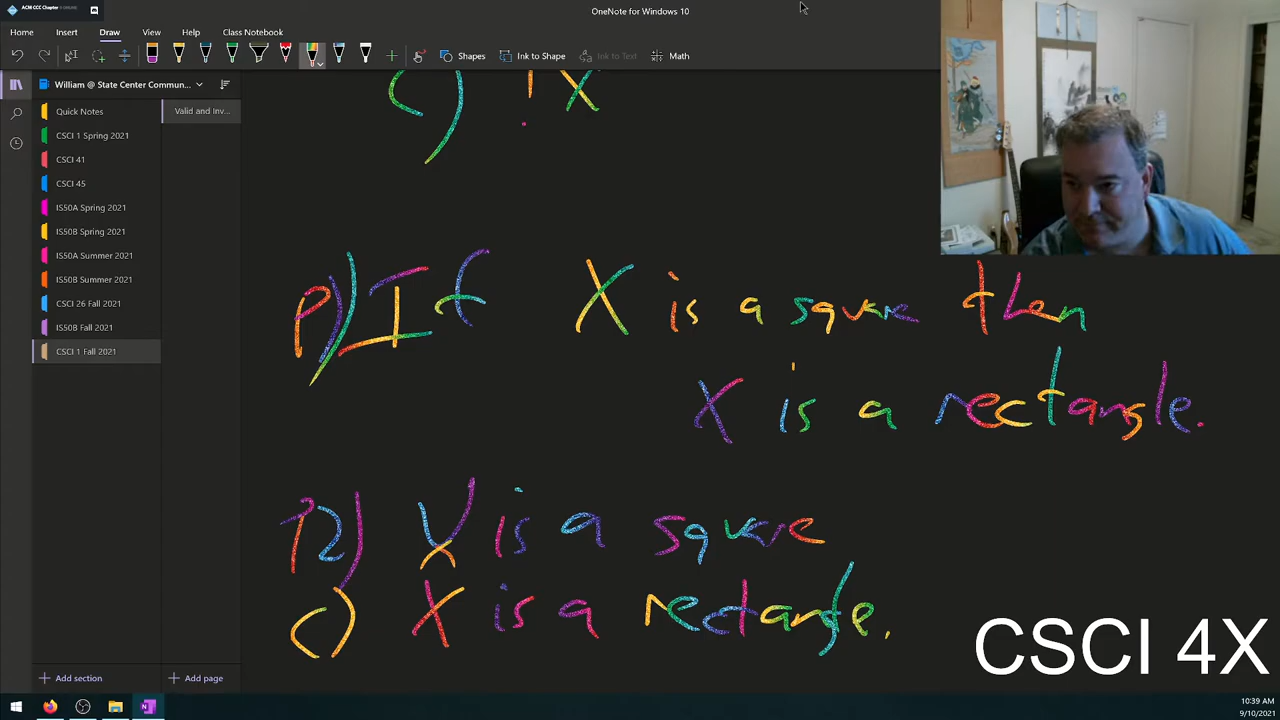 ACM CCC Chapter
OneNote for Windows 10
Home Insert Draw View Help Class Notebook
Shapes Ink to Shape Ink to Text Math
William @ State Center Commun...
Valid and Inv...
Quick Notes
CSCI 1 Spring 2021
CSCI 41
CSCI 45
IS50A Spring 2021
IS50B Spring 2021
IS50A Summer 2021
IS50B Summer 2021
CSCI 26 Fall 2021
IS50B Fall 2021
CSCI 1 Fall 2021
C) !X
P) If X is a square then
X is a rectangle.
P2) X is a square
C) X is a rectangle.
CSCI 4X
Add section Add page
10:39 AM
9/10/2021